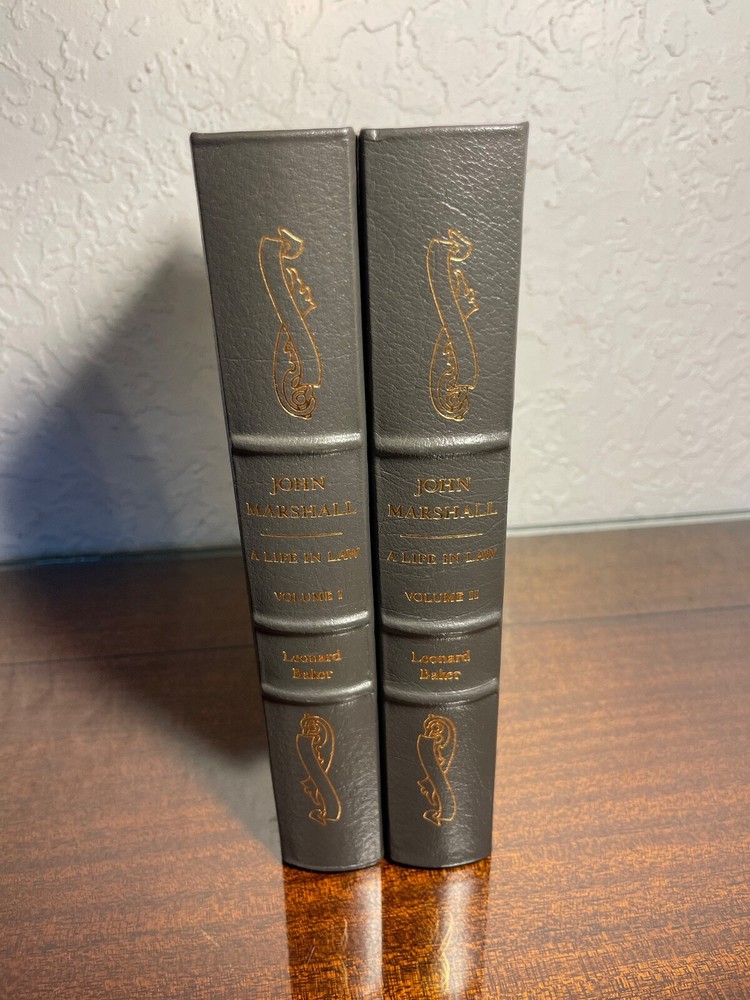 JOHN
MARSHALL
A LIFE IN LAW
VOLUME I
Leonard
Baker
JOHN
MARSHALL
A LIFE IN LAW
VOLUME II
Leonard
Baker